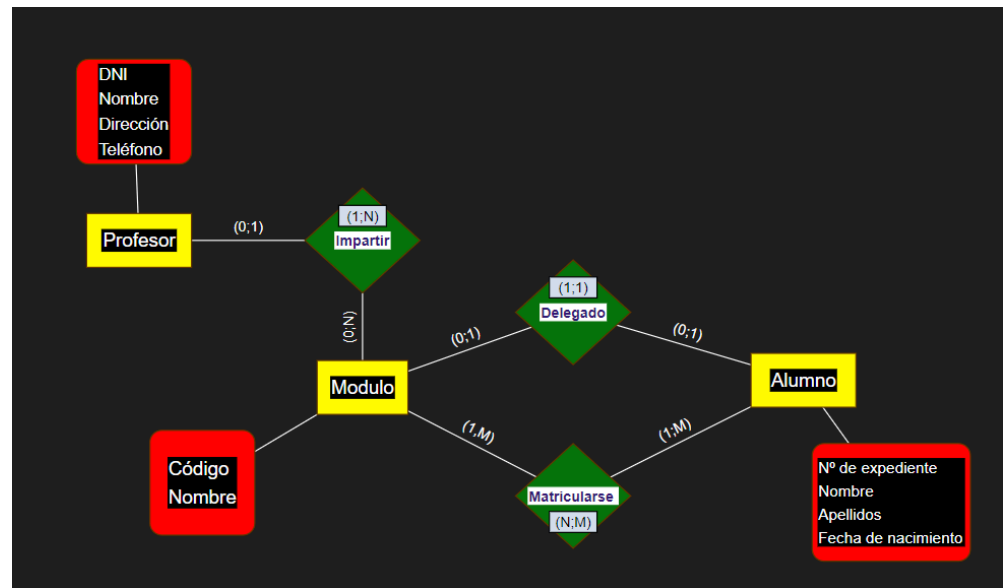 DNI
Nombre
Dirección
Teléfono
Profesor
(0;1)
(1;N)
Impartir
(0;N)
Modulo
Código
Nombre
(0;1)
(1;1)
Delegado
(0;1)
Alumno
(1,M)
(1;M)
Matricularse
(N;M)
Nº de expediente
Nombre
Apellidos
Fecha de nacimiento